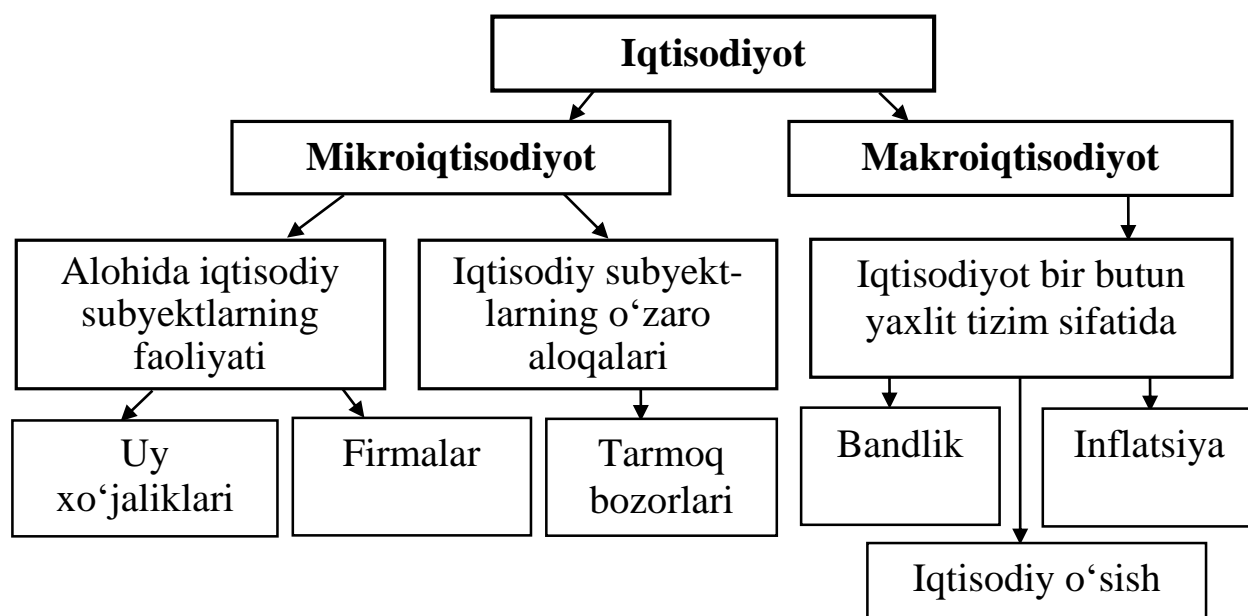 Iqtisodiyot
Mikroiqtisodiyot
Makroiqtisodiyot
Alohida iqtisodiy
subyektlarning
faoliyati
Iqtisodiy subyekt-
larning o‘zaro
aloqalari
Iqtisodiyot bir butun
yaxlit tizim sifatida
Uy
xo‘jaliklari
Firmalar
Tarmoq
bozorlari
Bandlik
Inflatsiya
Iqtisodiy o‘sish